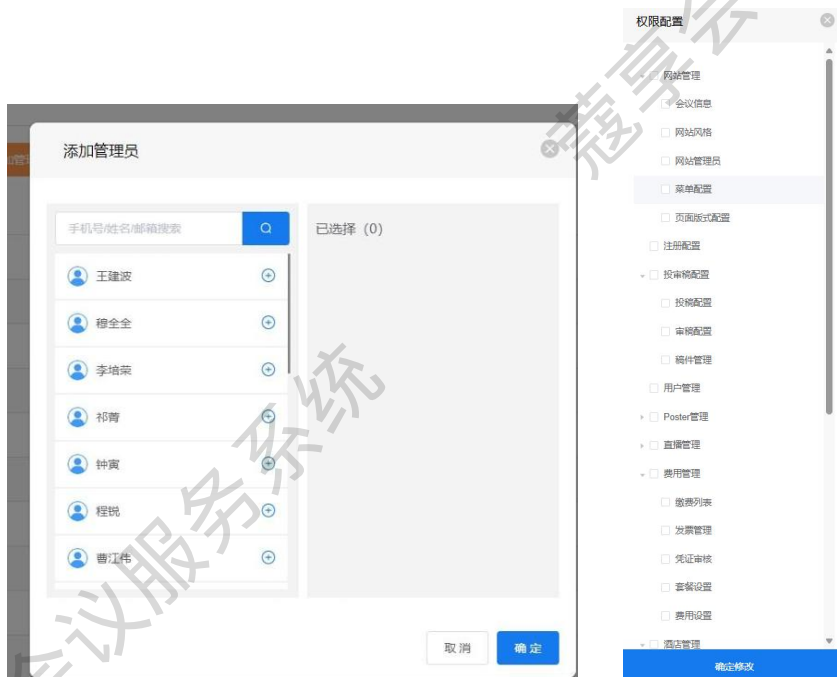 添加管理员
手机号/姓名/邮箱搜索
已选择（0）
王建波
穆全全
李培荣
祁菁
钟寅
程锐
曹江伟
取消
确定
权限配置
网站管理
会议信息
网站风格
网站管理员
菜单配置
页面版式配置
注册配置
投审稿配置
投稿配置
审稿配置
稿件管理
用户管理
Poster管理
直播管理
费用管理
缴费列表
发票管理
凭证审核
套餐设置
费用设置
酒店管理
确定修改
蔻享会议服务系统